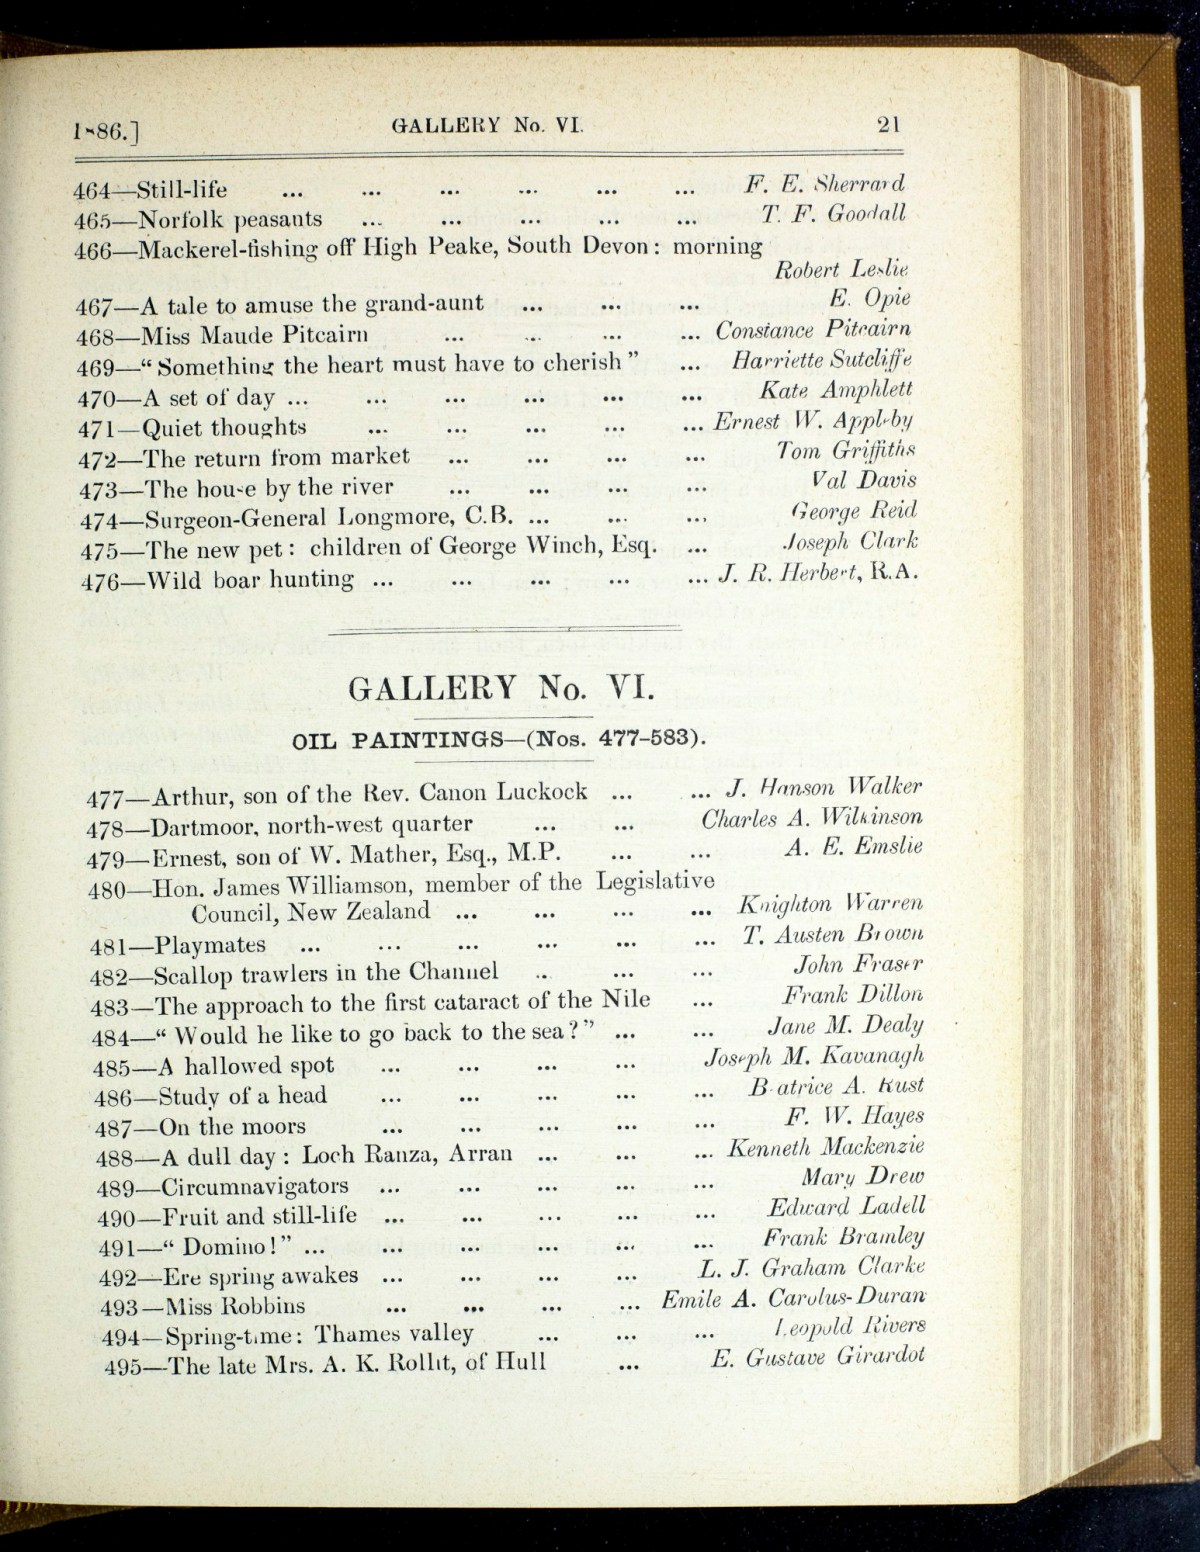 1886.] GALLERY No. VI. 21
464—Still-life ... ... ... ... ... ... F. E. Sherrard
465—Norfolk peasants ... ... ... ... ... T. F. Goodall
466—Mackerel-fishing off High Peake, South Devon: morning
Robert Leslie
467—A tale to amuse the grand-aunt ... ... ... E. Opie
468—Miss Maude Pitcairn ... ... ... ... Constance Pitcairn
469—“Something the heart must have to cherish” ... Harriette Sutcliffe
470—A set of day ... ... ... ... ... ... Kate Amphlett
471—Quiet thoughts ... ... ... ... ... Ernest W. Appleby
472—The return from market ... ... ... ... Tom Griffiths
473—The house by the river ... ... ... ... Val Davis
474—Surgeon-General Longmore, C.B. ... ... ... George Reid
475—The new pet: children of George Winch, Esq. ... Joseph Clark
476—Wild boar hunting ... ... ... ... ... J. R. Herbert, R.A.
GALLERY No. VI.
OIL PAINTINGS—(Nos. 477-583).
477—Arthur, son of the Rev. Canon Luckock ... ... J. Hanson Walker
478—Dartmoor, north-west quarter ... ... Charles A. Wilkinson
479—Ernest, son of W. Mather, Esq., M.P. ... ... A. E. Emslie
480—Hon. James Williamson, member of the Legislative
Council, New Zealand ... ... ... ... Knighton Warren
481—Playmates ... ... ... ... ... ... T. Austen Brown
482—Scallop trawlers in the Channel ... ... ... John Fraser
483—The approach to the first cataract of the Nile ... Frank Dillon
484—“Would he like to go back to the sea?” ... ... Jane M. Dealy
485—A hallowed spot ... ... ... ... Joseph M. Kavanagh
486—Study of a head ... ... ... ... ... Beatrice A. Rust
487—On the moors ... ... ... ... ... F. W. Hayes
488—A dull day: Loch Ranza, Arran ... ... ... Kenneth Mackenzie
489—Circumnavigators ... ... ... ... ... Mary Drew
490—Fruit and still-life ... ... ... ... ... Edward Ladell
491—“Domino!” ... ... ... ... ... ... Frank Bramley
492—Ere spring awakes ... ... ... ... L. J. Graham Clarke
493—Miss Robbins ... ... ... ... Emile A. Carolus-Duran
494—Spring-time: Thames valley ... ... ... Leopold Rivers
495—The late Mrs. A. K. Rollit, of Hull ... E. Gustave Girardot